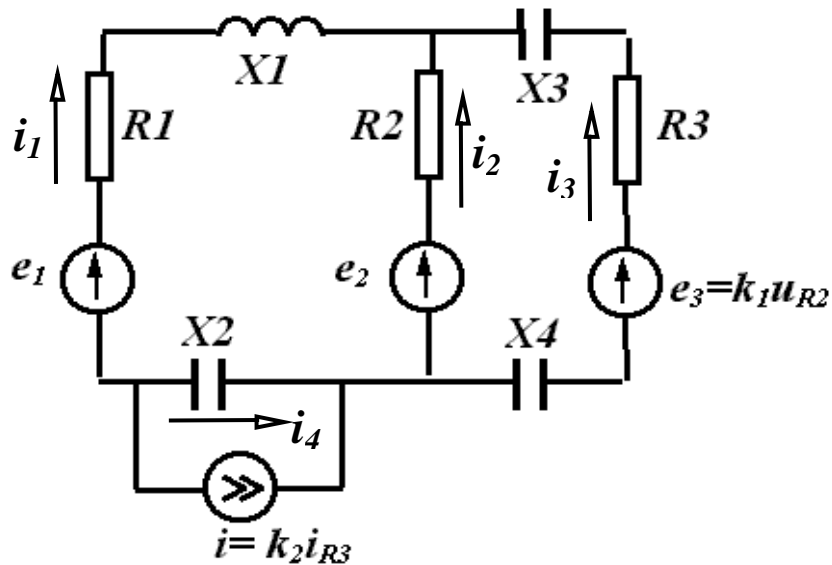 X1
X3
i1
R1
R2
i2
i3
R3
e1
e2
e3=k1uR2
X2
X4
i4
i= k2iR3